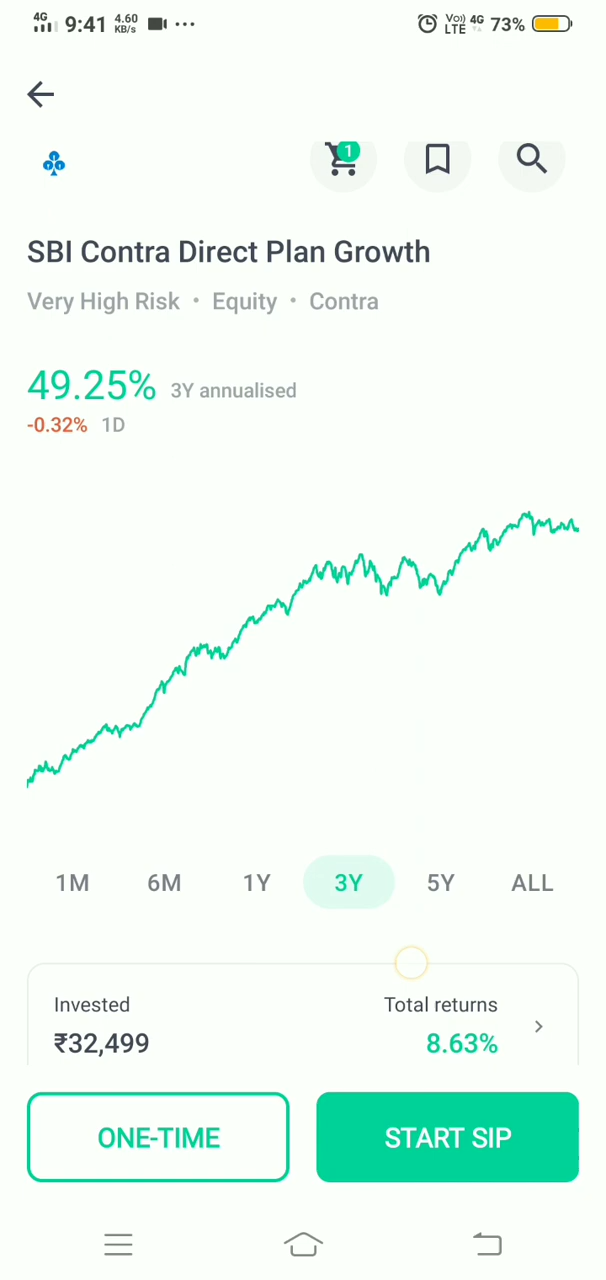 4G 9:41 4.60 KB/s ... Vo)) LTE 4G 73%
1
SBI Contra Direct Plan Growth
Very High Risk • Equity • Contra
49.25% 3Y annualised
-0.32% 1D
1M 6M 1Y 3Y 5Y ALL
Invested Total returns
₹32,499 8.63%
ONE-TIME START SIP